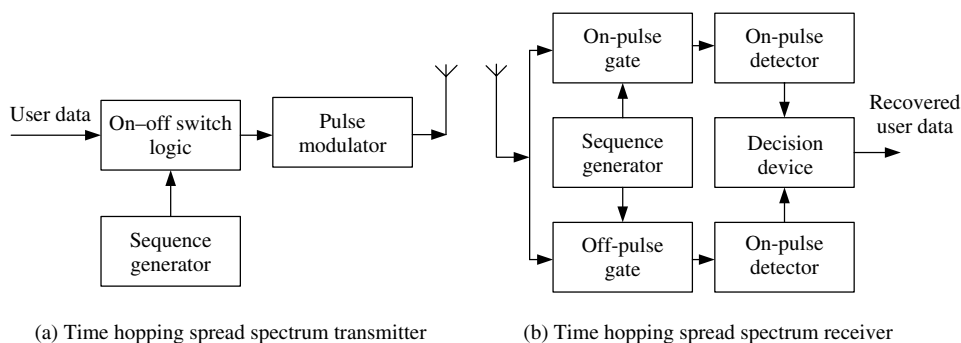 User data
On–off switch
logic
Pulse
modulator
Sequence
generator
(a) Time hopping spread spectrum transmitter
On-pulse
gate
On-pulse
detector
Sequence
generator
Decision
device
Recovered
user data
Off-pulse
gate
On-pulse
detector
(b) Time hopping spread spectrum receiver